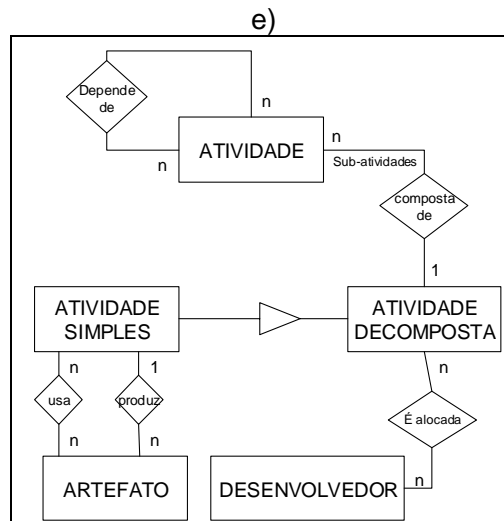 e)
Depende
de
n
n
ATIVIDADE
n
Sub-atividades
composta
de
1
ATIVIDADE
SIMPLES
ATIVIDADE
DECOMPOSTA
n
1
n
usa
produz
É alocada
n
n
n
ARTEFATO
DESENVOLVEDOR